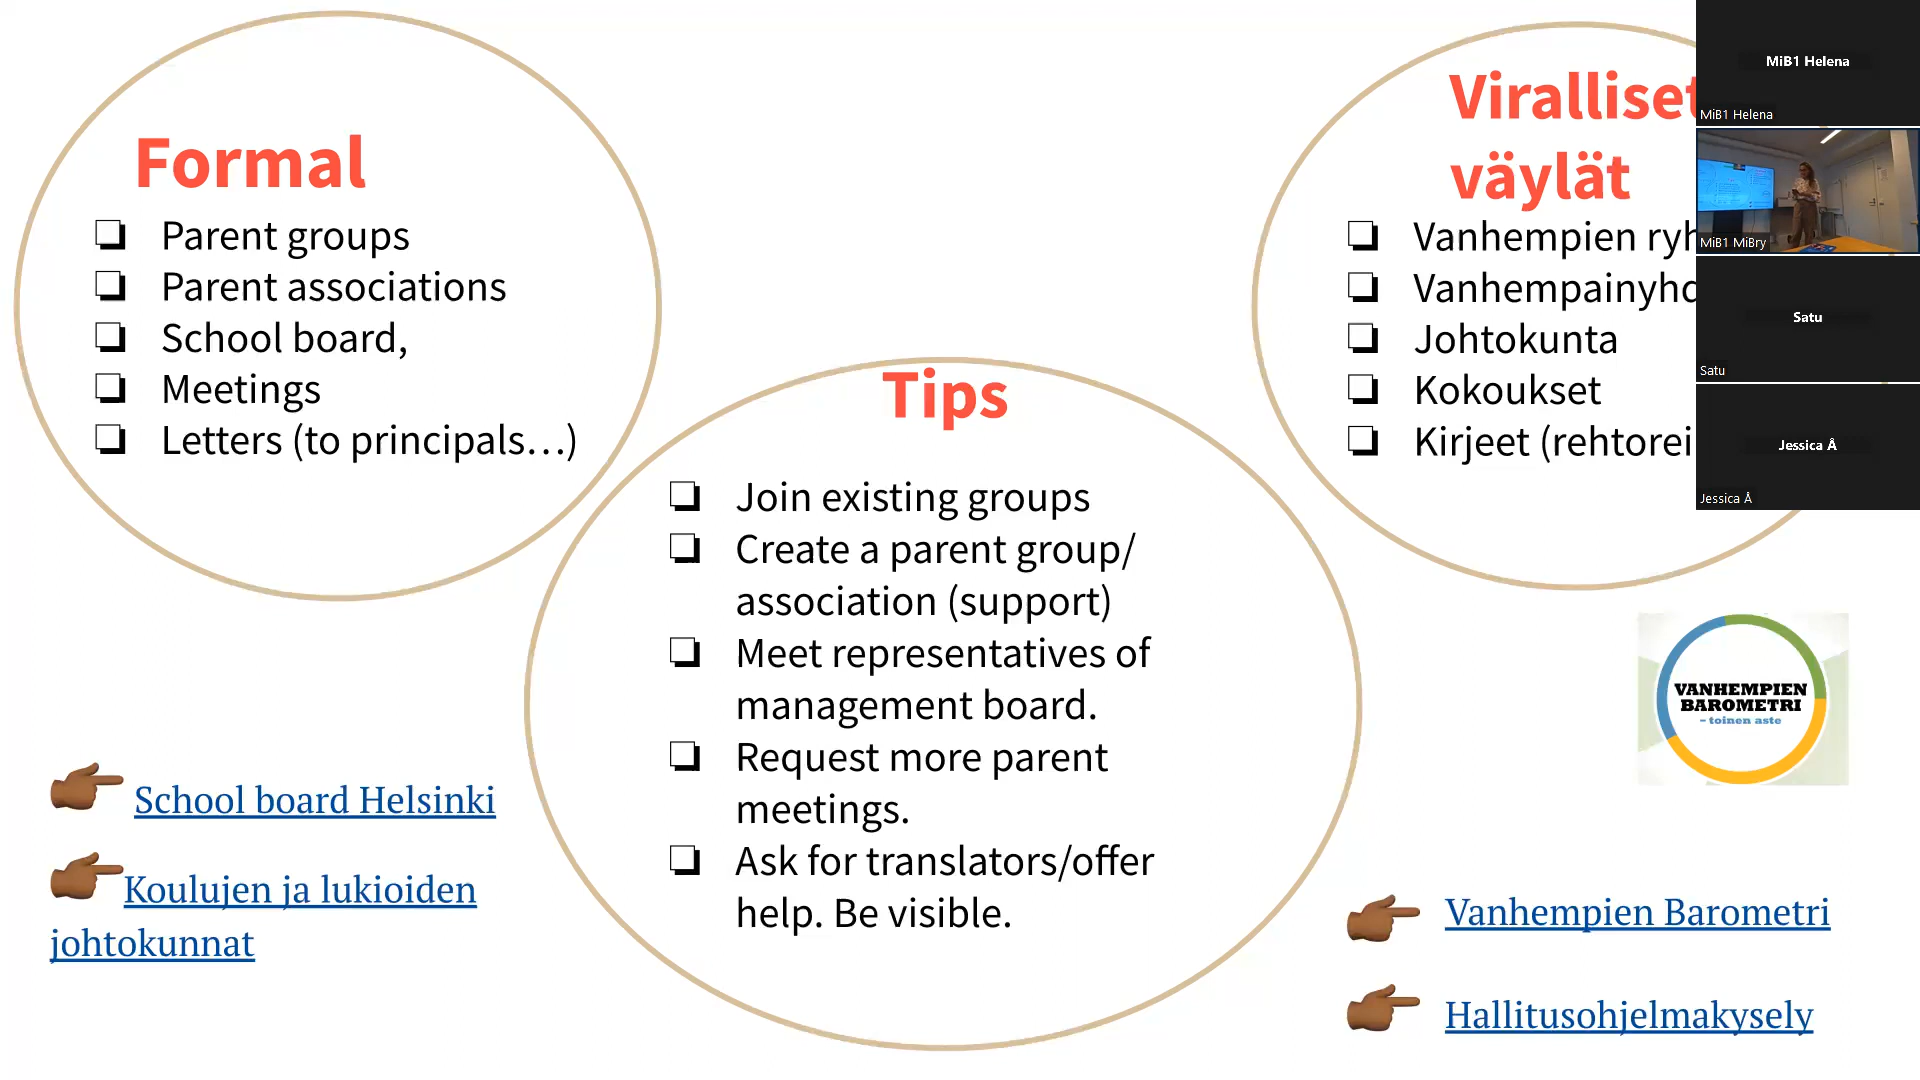 Formal
Parent groups
Parent associations
School board,
Meetings
Letters (to principals...)
Tips
Join existing groups
Create a parent group/
association (support)
Meet representatives of
management board.
Request more parent
meetings.
Ask for translators/offer
help. Be visible.
Viralliset
väylät
Vanhempien
Johtokunta
Kokoukset
Kirjeet
School board Helsinki
Koulujen ja lukioiden
johtokunnat
VANHEMPIEN
BAROMETRI
– toinen aste
Vanhempien Barometri
Hallitusohjelmakysely
MiB1 Helena
MiB1 Helena
MiB1 MiBry
Satu
Satu
Jessica Å
Jessica Å